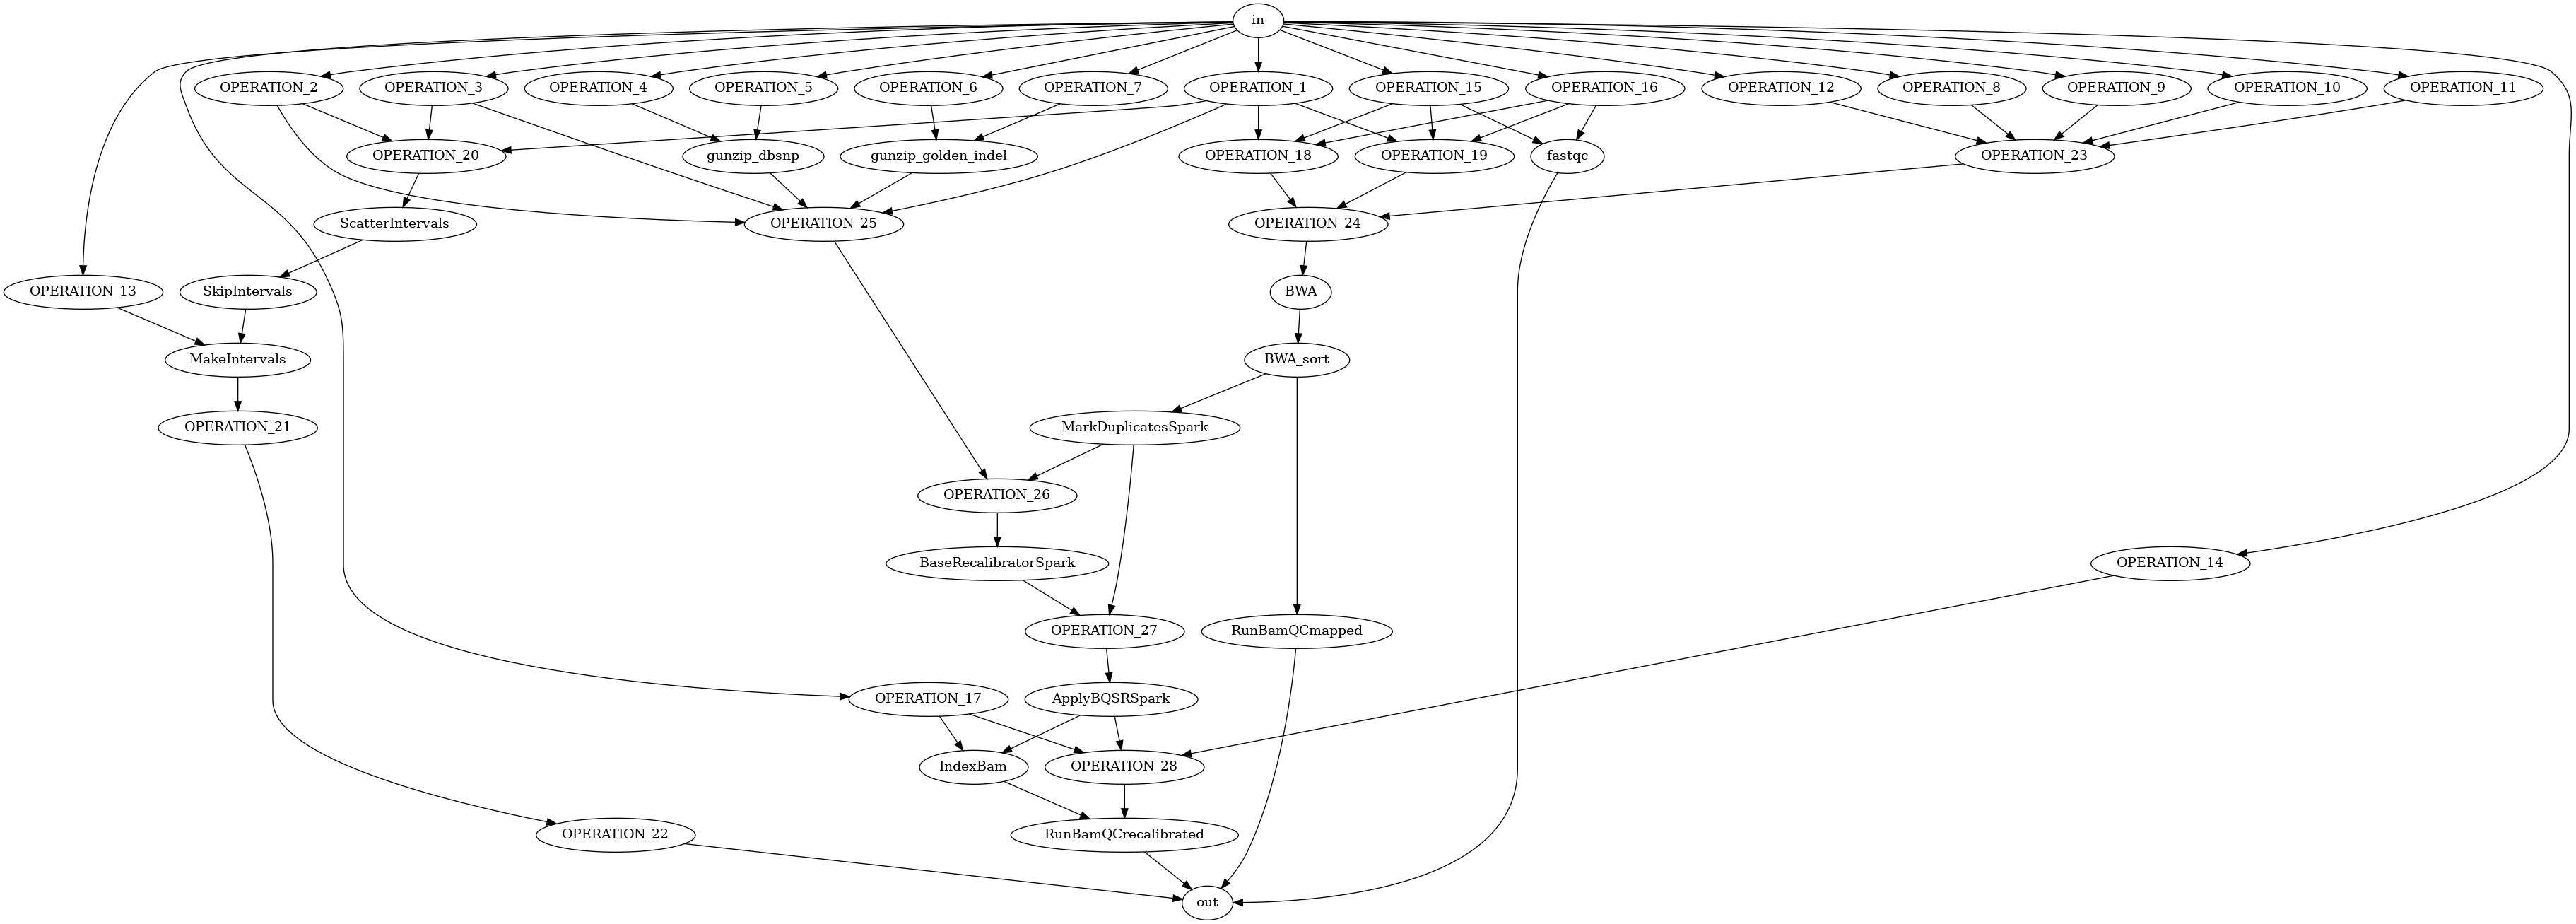 in
OPERATION_2
OPERATION_3
OPERATION_4
OPERATION_5
OPERATION_6
OPERATION_7
OPERATION_1
OPERATION_15
OPERATION_16
OPERATION_12
OPERATION_8
OPERATION_9
OPERATION_10
OPERATION_11
OPERATION_20
gunzip_dbsnp
gunzip_golden_indel
OPERATION_18
OPERATION_19
fastqc
OPERATION_23
ScatterIntervals
OPERATION_25
OPERATION_24
OPERATION_13
SkipIntervals
BWA
MakeIntervals
BWA_sort
OPERATION_21
MarkDuplicatesSpark
OPERATION_26
BaseRecalibratorSpark
OPERATION_14
OPERATION_27
RunBamQCmapped
OPERATION_17
ApplyBQSRSpark
IndexBam
OPERATION_28
OPERATION_22
RunBamQCrecalibrated
out